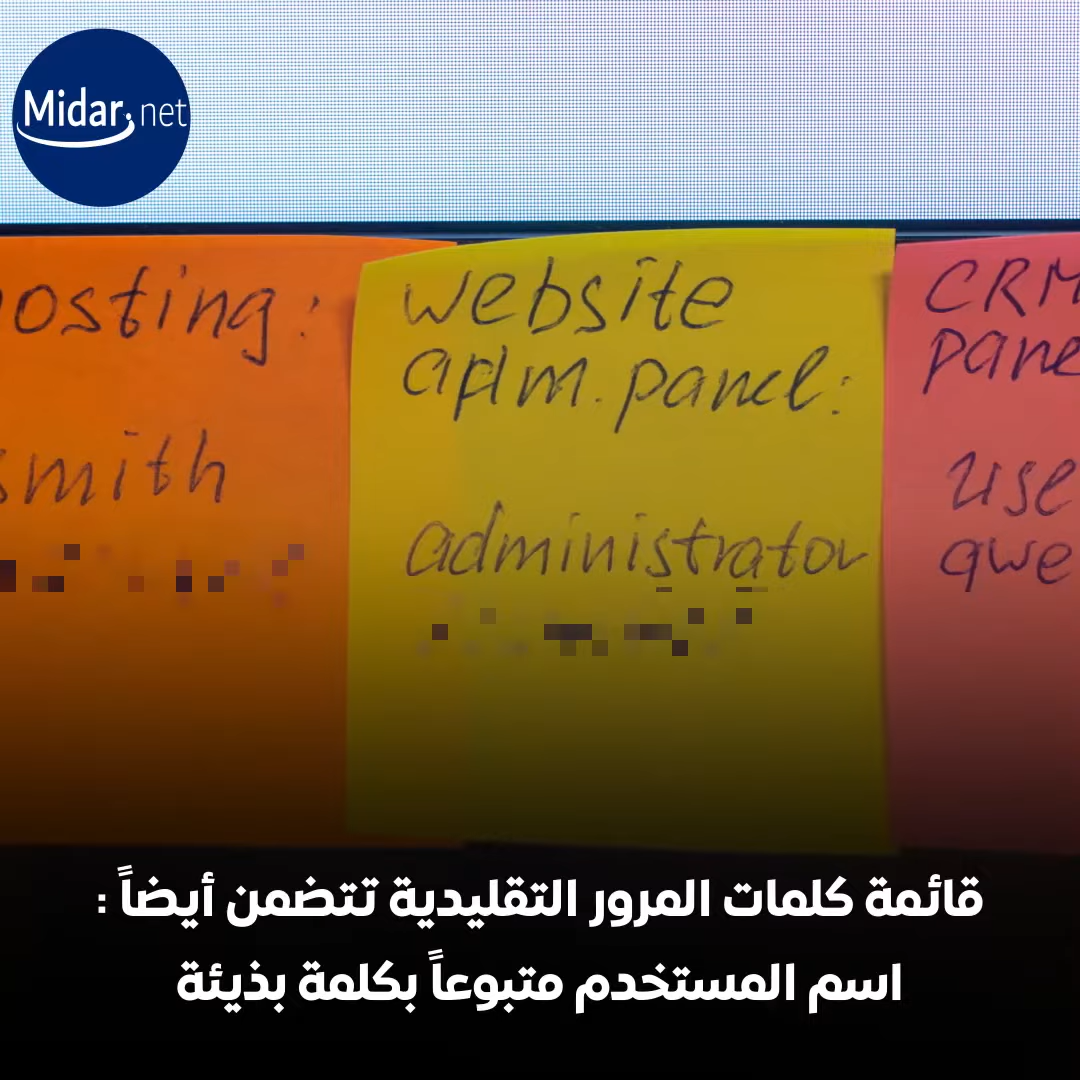 Midar.net
hosting:
smith
website
adm. panel:
administrator
CRM
pane
use
qwe
قائمة كلمات المرور التقليدية تتضمن أيضاً :
اسم المستخدم متبوعاً بكلمة بذيئة